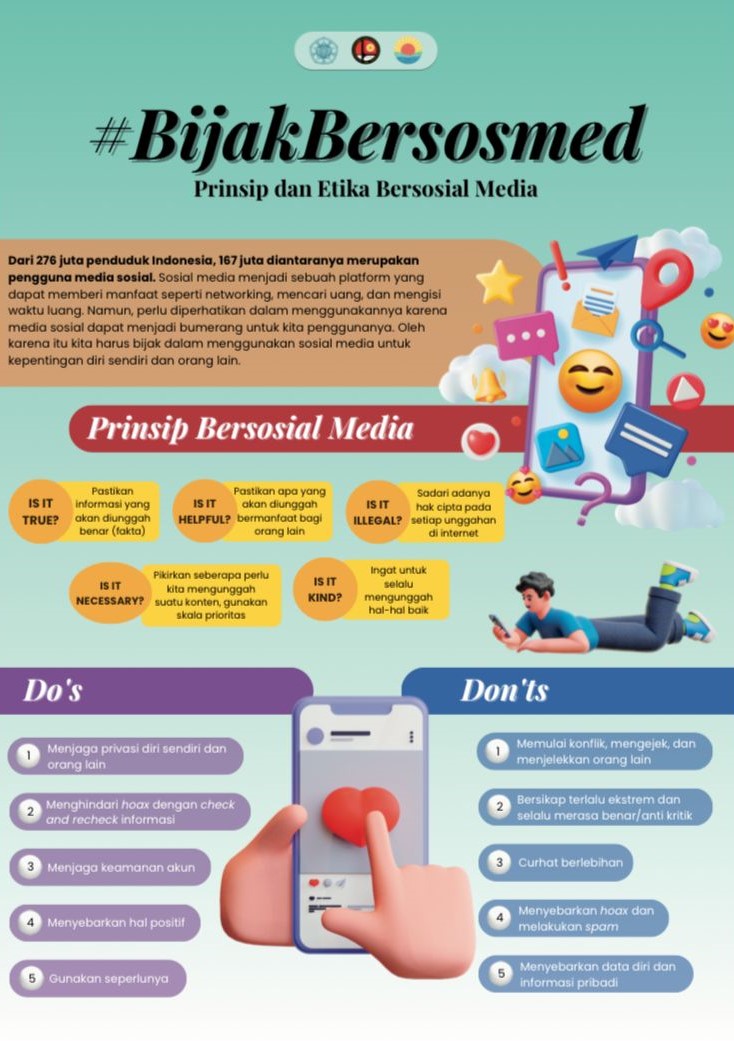 #BijakBersosmed
Prinsip dan Etika Bersosial Media
Dari 276 juta penduduk Indonesia, 167 juta diantaranya merupakan
pengguna media sosial. Sosial media menjadi sebuah platform yang
dapat memberi manfaat seperti networking, mencari uang, dan mengisi
waktu luang. Namun, perlu diperhatikan dalam menggunakannya karena
media sosial dapat menjadi bumerang untuk kita penggunanya. Oleh
karena itu kita harus bijak dalam menggunakan sosial media untuk
kepentingan diri sendiri dan orang lain.
Prinsip Bersosial Media
IS IT
TRUE?
Pastikan
informasi yang
akan diunggah
benar (fakta)
IS IT
HELPFUL?
Pastikan apa yang
akan diunggah
bermanfaat bagi
orang lain
IS IT
ILLEGAL?
Sadari adanya
hak cipta pada
setiap unggahan
di internet
IS IT
NECESSARY?
Pikirkan seberapa perlu
kita mengunggah
suatu konten, gunakan
skala prioritas
IS IT
KIND?
Ingat untuk
selalu
mengunggah
hal-hal baik
Do's
1 Menjaga privasi diri sendiri dan
orang lain
2 Menghindari hoax dengan check
and recheck informasi
3 Menjaga keamanan akun
4 Menyebarkan hal positif
5 Gunakan seperlunya
Don'ts
1 Memulai konflik, mengejek, dan
menjelekkan orang lain
2 Bersikap terlalu ekstrem dan
selalu merasa benar/anti kritik
3 Curhat berlebihan
4 Menyebarkan hoax dan
melakukan spam
5 Menyebarkan data diri dan
informasi pribadi